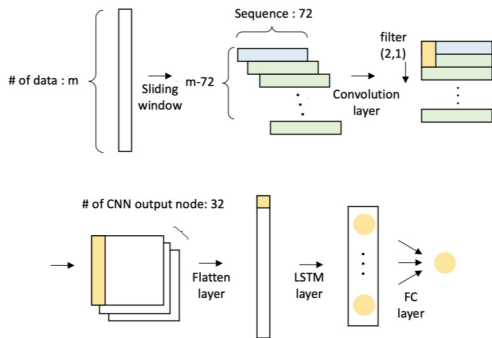 Sequence : 72
filter
(2,1)
# of data : m
Sliding
window
m-72
Convolution
layer
# of CNN output node: 32
Flatten
layer
LSTM
layer
FC
layer